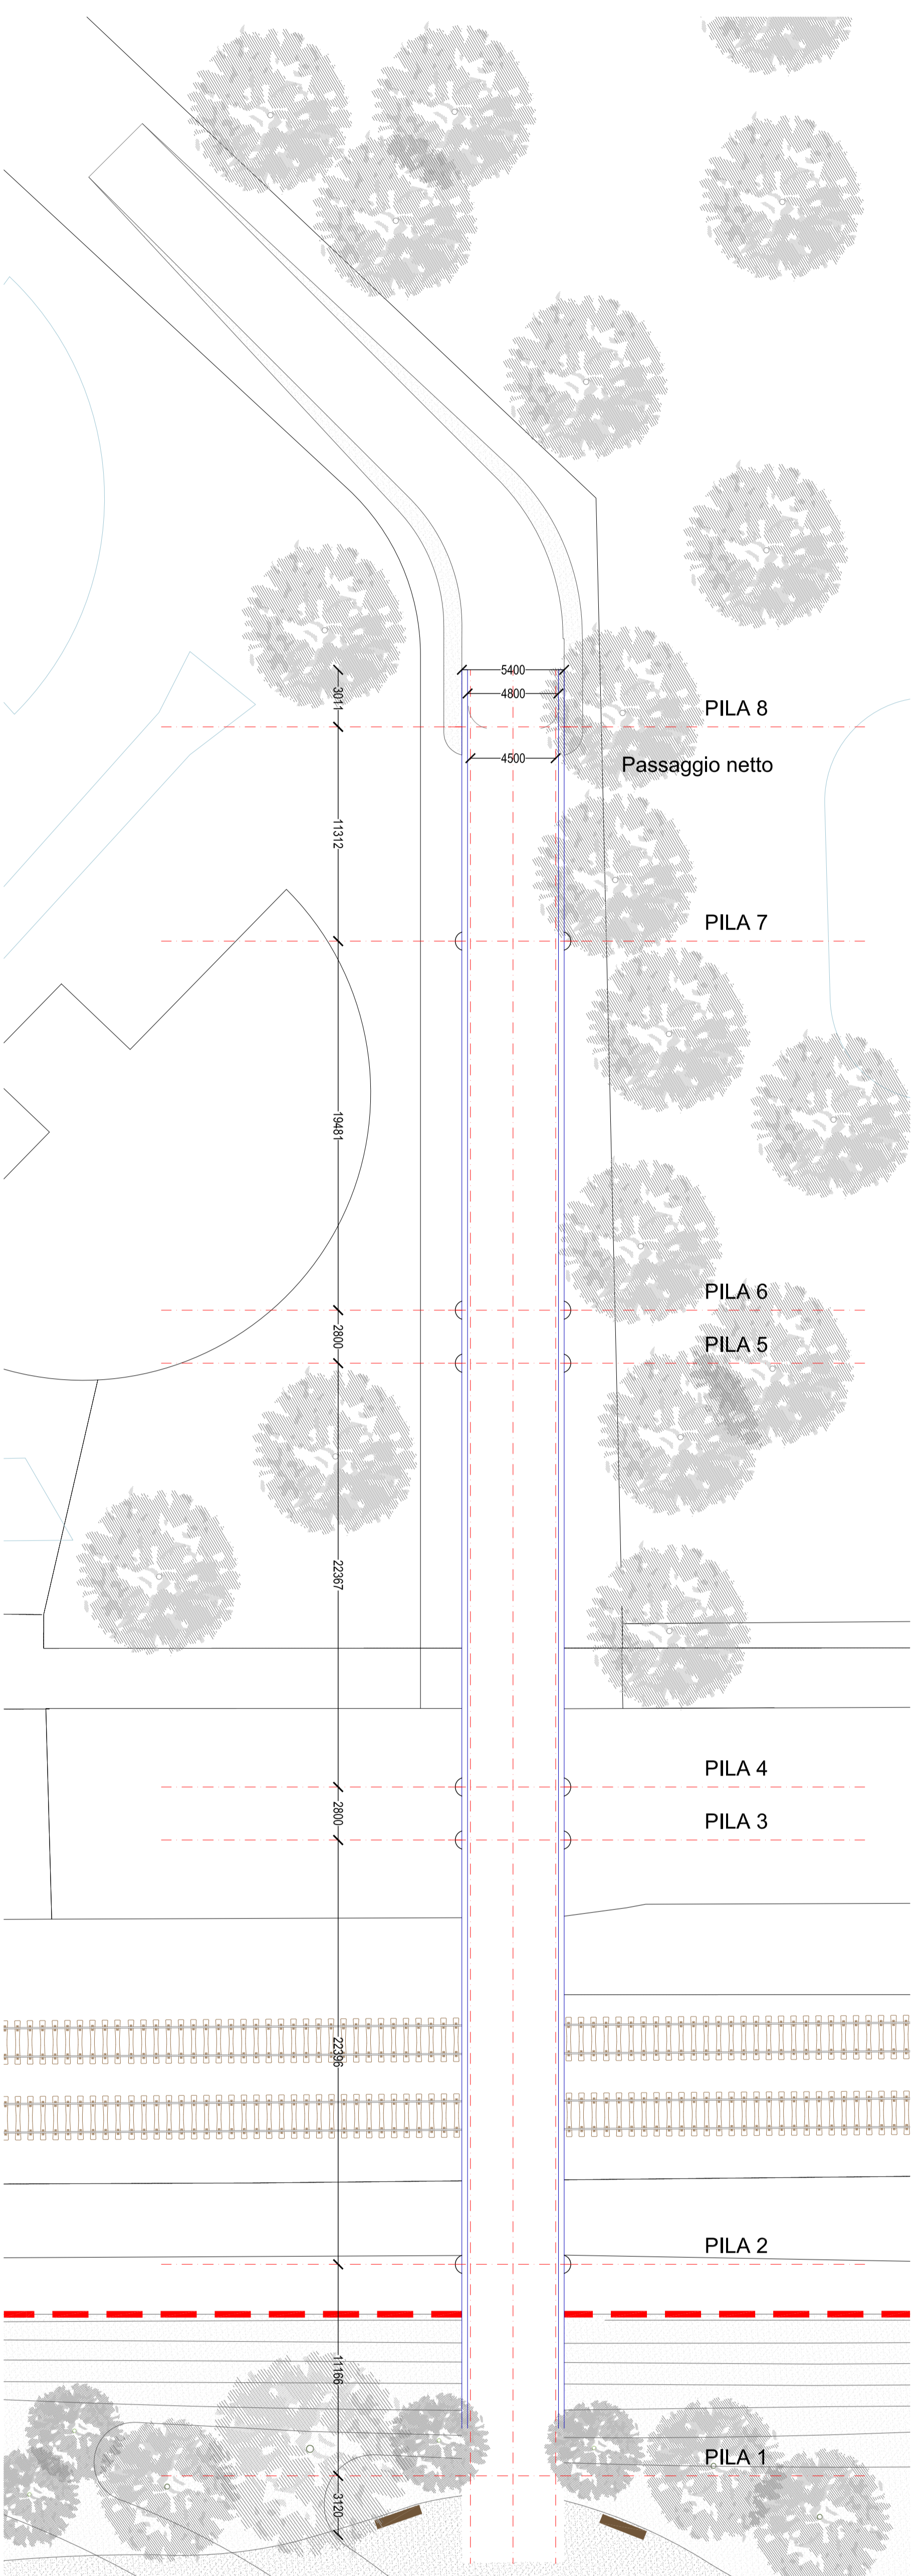 5400
3011
4800
PILA 8
4500
Passaggio netto
11312
PILA 7
19481
PILA 6
2800
PILA 5
22367
PILA 4
2800
PILA 3
22396
PILA 2
11166
PILA 1
3120